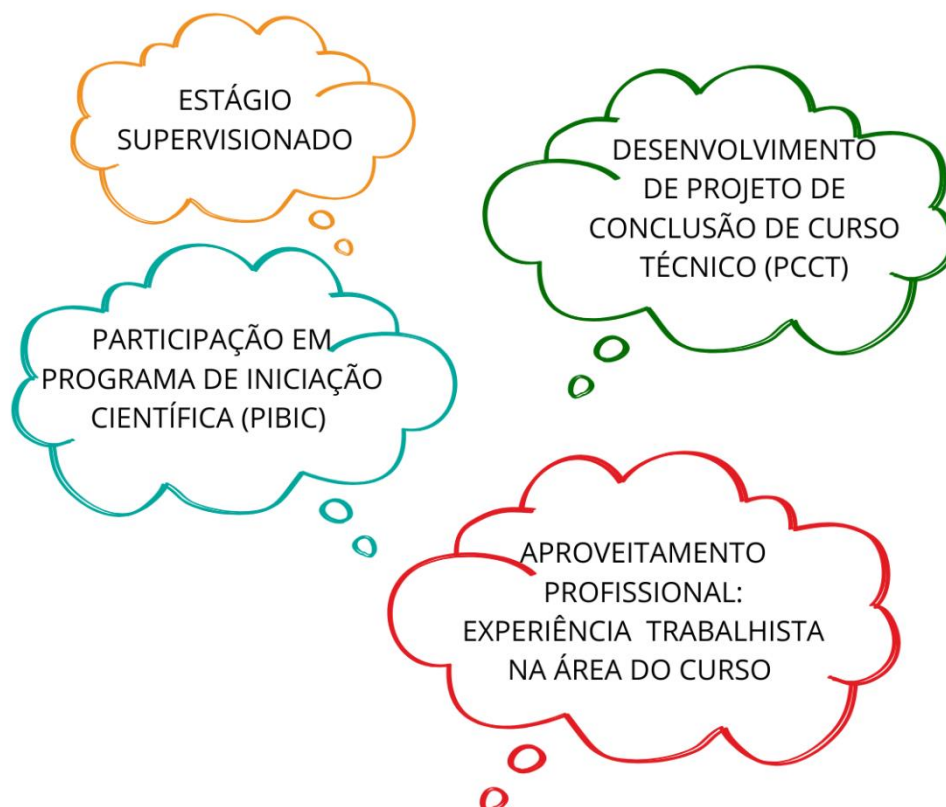 ESTÁGIO
SUPERVISIONADO
DESENVOLVIMENTO
DE PROJETO DE
CONCLUSÃO DE CURSO
TÉCNICO (PCCT)
PARTICIPAÇÃO EM
PROGRAMA DE INICIAÇÃO
CIENTÍFICA (PIBIC)
APROVEITAMENTO
PROFISSIONAL:
EXPERIÊNCIA TRABALHISTA
NA ÁREA DO CURSO